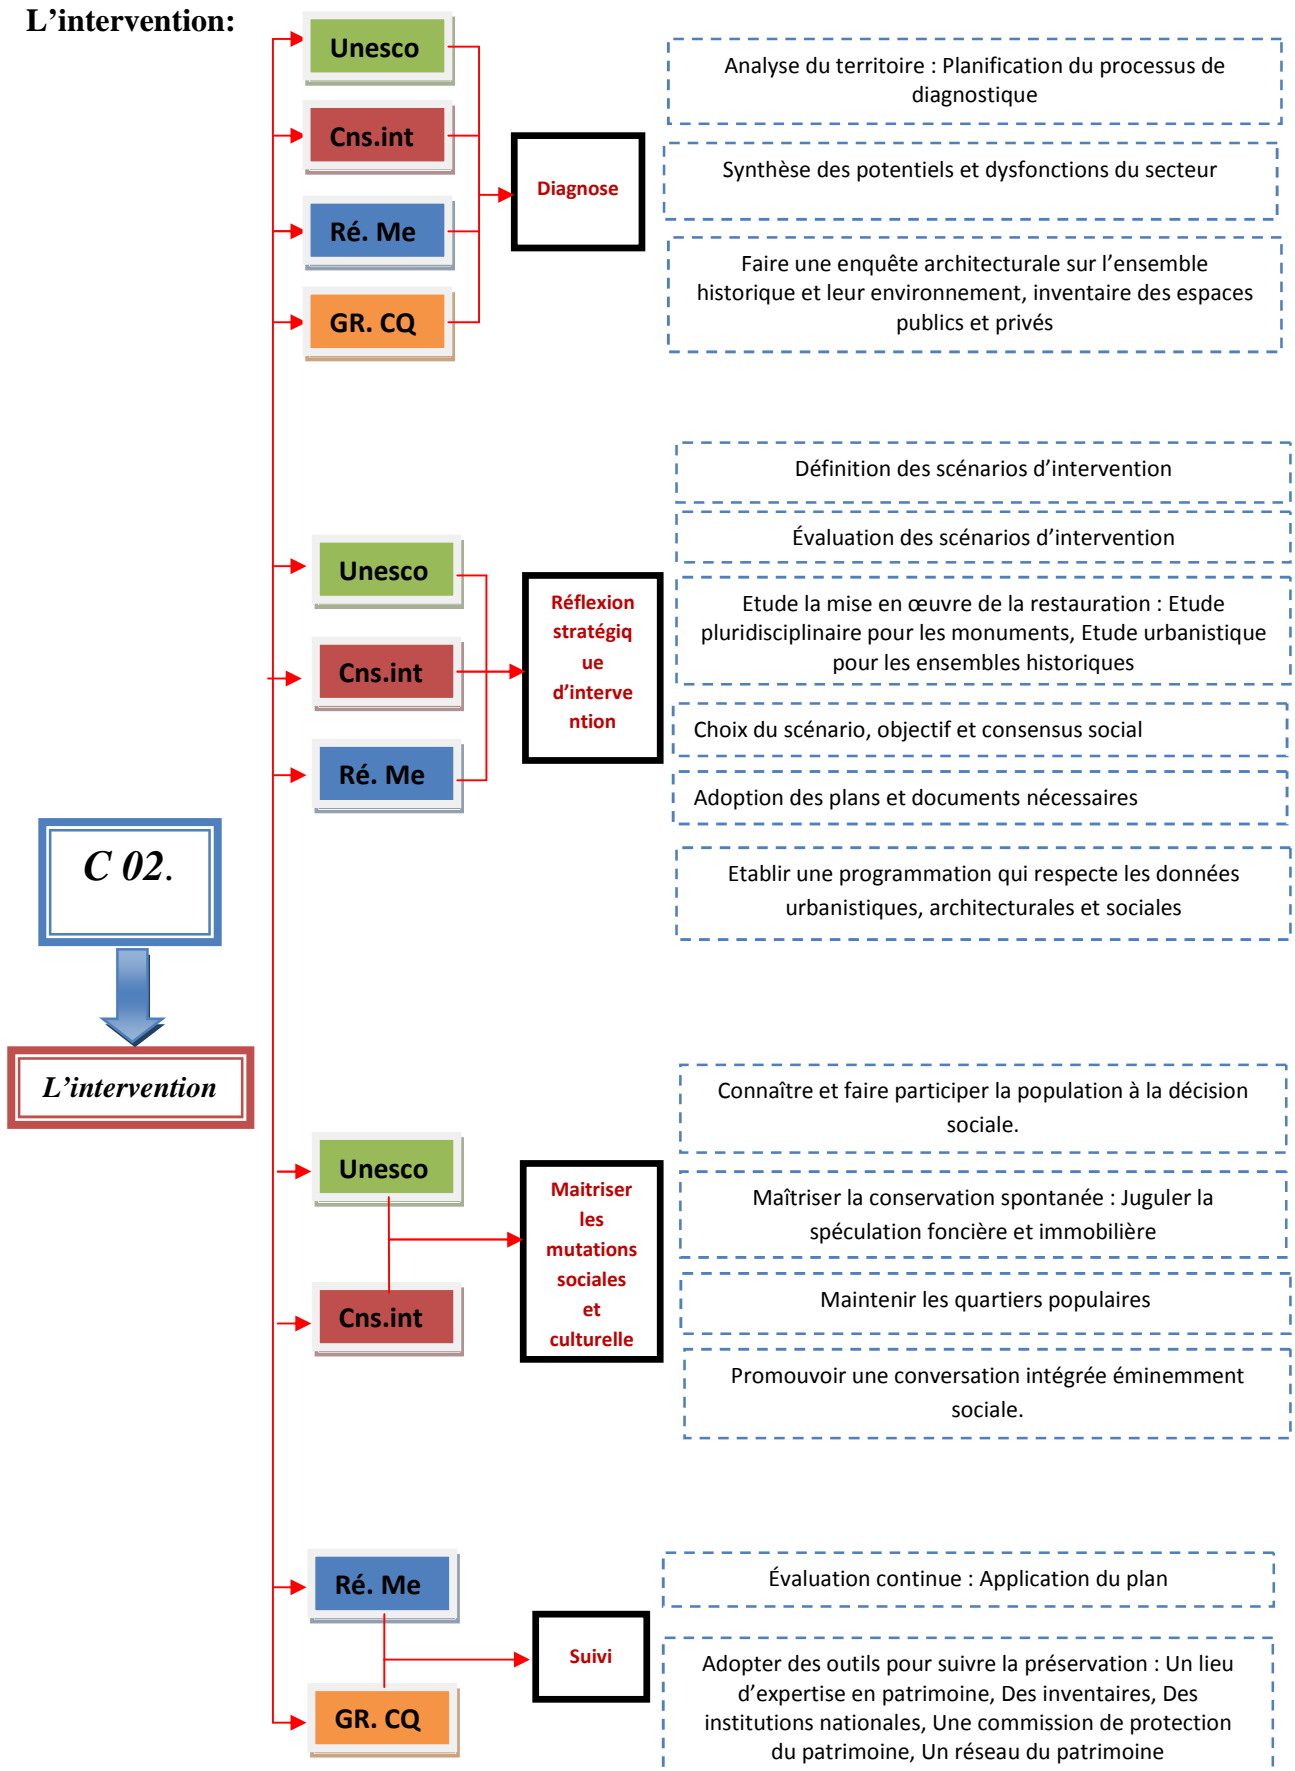 L’intervention:
Unesco
Cns.int
Ré. Me
GR. CQ
Diagnose
Analyse du territoire : Planification du processus de
diagnostique
Synthèse des potentiels et dysfonctions du secteur
Faire une enquête architecturale sur l’ensemble
historique et leur environnement, inventaire des espaces
publics et privés
Unesco
Cns.int
Ré. Me
Réflexion
stratégiq
ue
d’interve
ntion
Définition des scénarios d’intervention
Évaluation des scénarios d’intervention
Etude la mise en œuvre de la restauration : Etude
pluridisciplinaire pour les monuments, Etude urbanistique
pour les ensembles historiques
Choix du scénario, objectif et consensus social
Adoption des plans et documents nécessaires
Etablir une programmation qui respecte les données
urbanistiques, architecturales et sociales
C 02.
L’intervention
Unesco
Cns.int
Maitriser
les
mutations
sociales
et
culturelle
Connaître et faire participer la population à la décision
sociale.
Maîtriser la conservation spontanée : Juguler la
spéculation foncière et immobilière
Maintenir les quartiers populaires
Promouvoir une conversation intégrée éminemment
sociale.
Ré. Me
GR. CQ
Suivi
Évaluation continue : Application du plan
Adopter des outils pour suivre la préservation : Un lieu
d’expertise en patrimoine, Des inventaires, Des
institutions nationales, Une commission de protection
du patrimoine, Un réseau du patrimoine